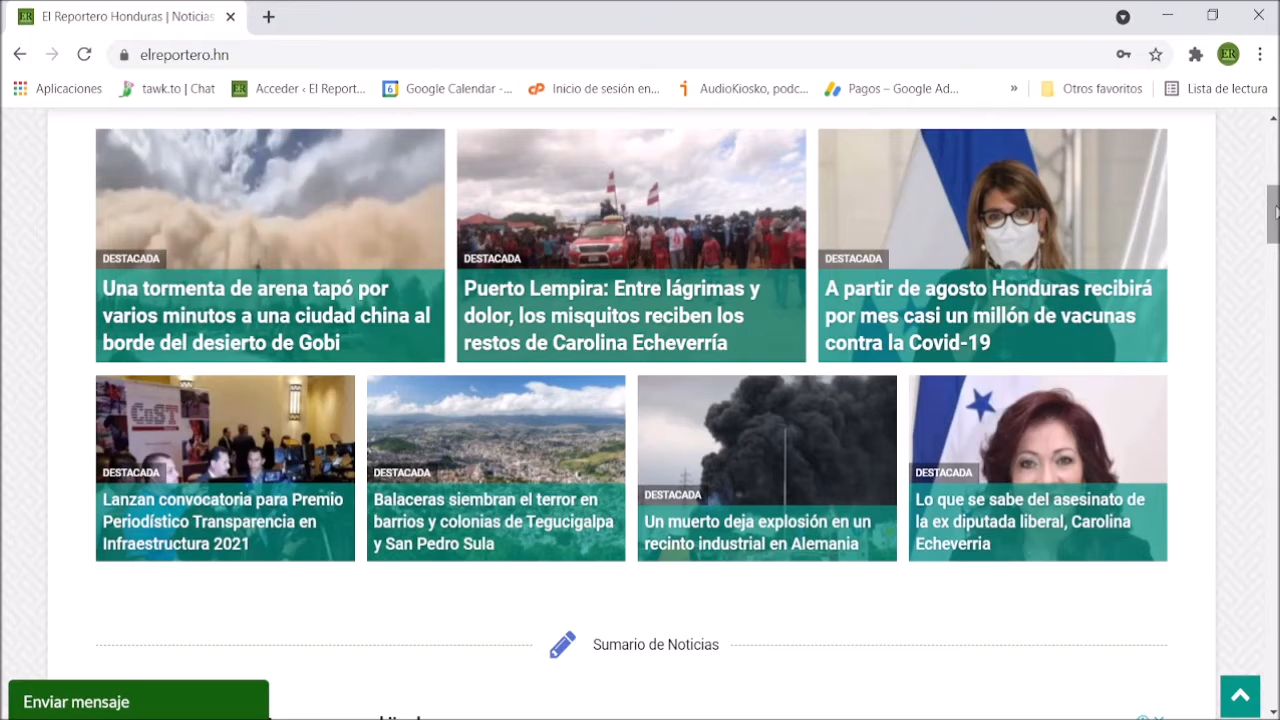 El Reportero Honduras | Noticias
elreportero.hn
Aplicaciones
tawk.to | Chat
Acceder ‹ El Report...
Google Calendar -...
Inicio de sesión en...
AudioKiosko, podc...
Pagos – Google Ad...
»
Otros favoritos
Lista de lectura
DESTACADA
Una tormenta de arena tapó por
varios minutos a una ciudad china al
borde del desierto de Gobi
DESTACADA
Puerto Lempira: Entre lágrimas y
dolor, los misquitos reciben los
restos de Carolina Echeverría
DESTACADA
A partir de agosto Honduras recibirá
por mes casi un millón de vacunas
contra la Covid-19
CoST
DESTACADA
Lanzan convocatoria para Premio
Periodístico Transparencia en
Infraestructura 2021
DESTACADA
Balaceras siembran el terror en
barrios y colonias de Tegucigalpa
y San Pedro Sula
DESTACADA
Un muerto deja explosión en un
recinto industrial en Alemania
DESTACADA
Lo que se sabe del asesinato de
la ex diputada liberal, Carolina
Echeverria
Sumario de Noticias
Enviar mensaje